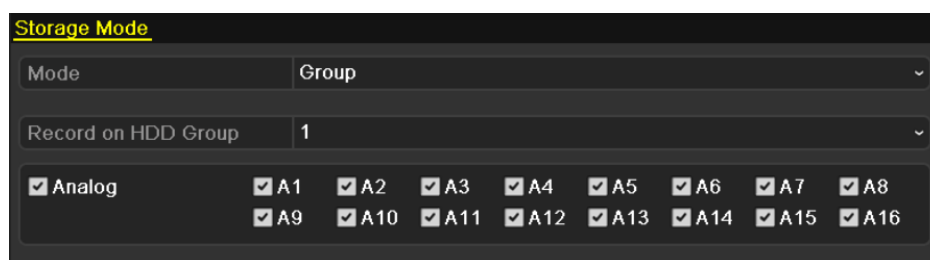 Storage Mode
Mode Group
Record on HDD Group 1
Analog A1 A2 A3 A4 A5 A6 A7 A8
A9 A10 A11 A12 A13 A14 A15 A16